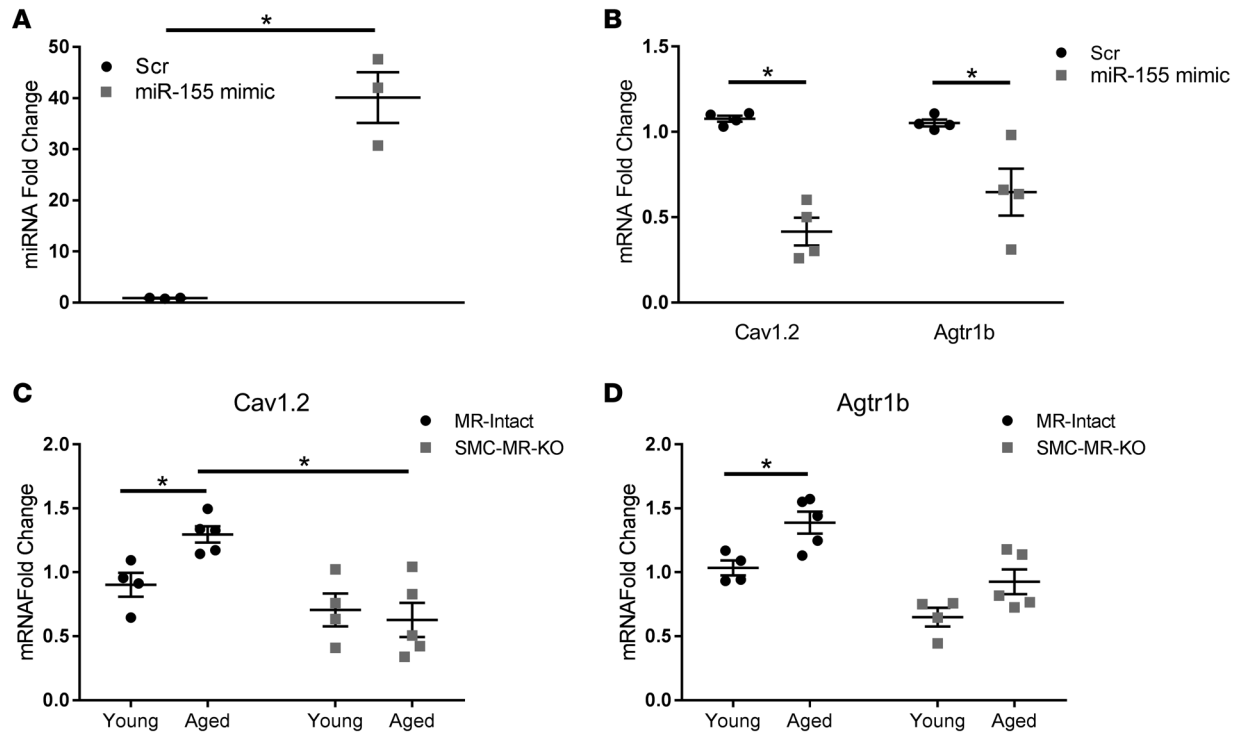 A
*
50
40
30
20
10
0
miRNA Fold Change
Scr
miR-155 mimic
B
1.5
1.0
0.5
0.0
mRNA Fold Change
*
*
Scr
miR-155 mimic
Cav1.2
Agtr1b
C
Cav1.2
MR-Intact
SMC-MR-KO
2.0
1.5
1.0
0.5
0.0
mRNAFold Change
*
*
Young
Aged
Young
Aged
D
Agtr1b
MR-Intact
SMC-MR-KO
2.0
1.5
1.0
0.5
0.0
mRNAFold Change
*
Young
Aged
Young
Aged